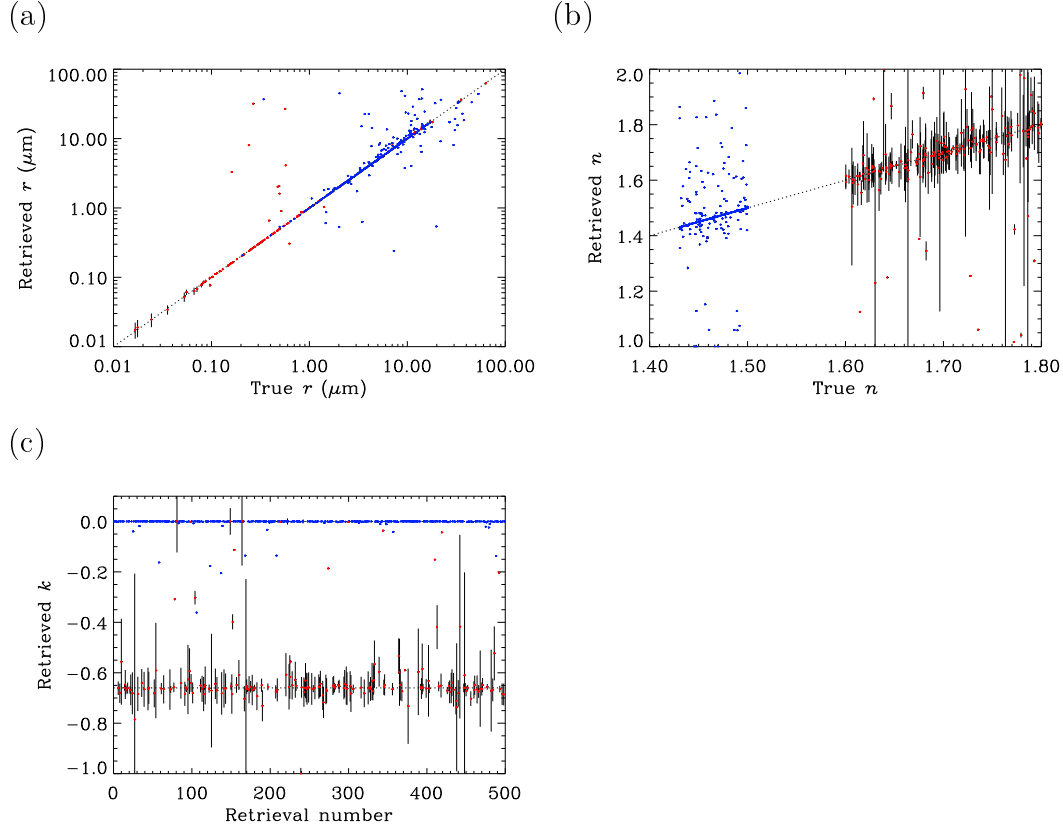 (a)
100.00
10.00
1.00
0.10
0.01
Retrieved r (μm)
0.01 0.10 1.00 10.00 100.00
True r (μm)
(b)
2.0
1.8
1.6
1.4
1.2
1.0
Retrieved n
1.40 1.50 1.60 1.70 1.80
True n
(c)
0.0
−0.2
−0.4
−0.6
−0.8
−1.0
Retrieved k
0 100 200 300 400 500
Retrieval number